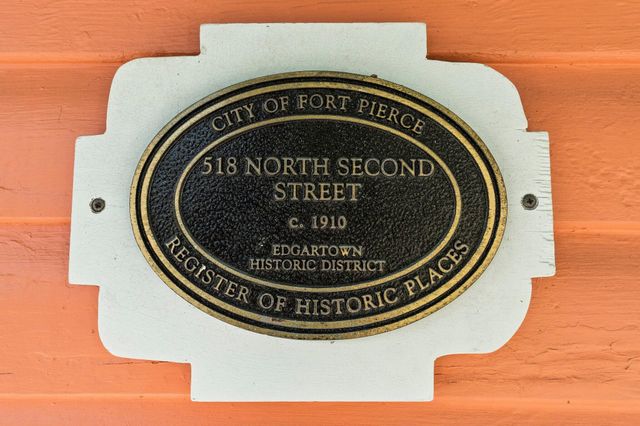 CITY OF FORT PIERCE
518 NORTH SECOND
STREET
c. 1910
EDGARTOWN
HISTORIC DISTRICT
REGISTER OF HISTORIC PLACES